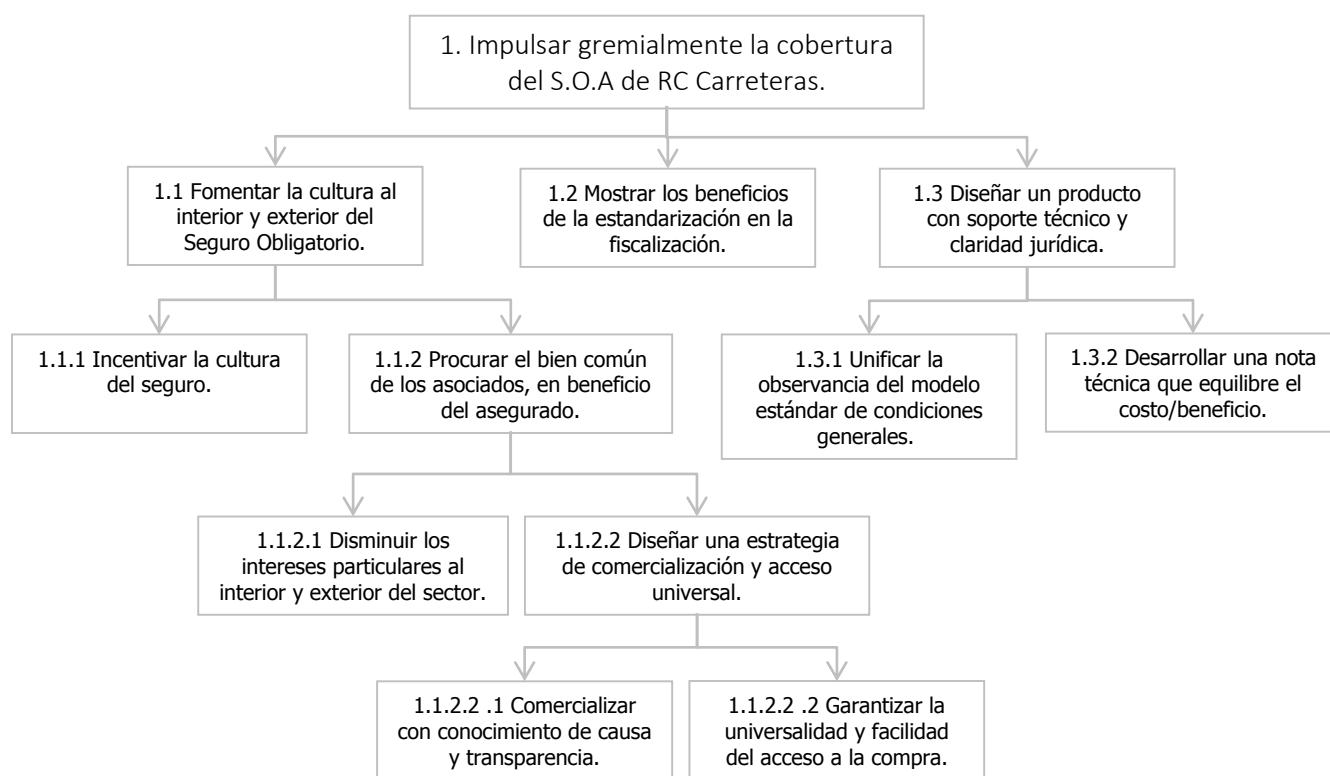 1. Impulsar gremialmente la cobertura
del S.O.A de RC Carreteras.
1.1 Fomentar la cultura al
interior y exterior del
Seguro Obligatorio.
1.2 Mostrar los beneficios
de la estandarización en la
fiscalización.
1.3 Diseñar un producto
con soporte técnico y
claridad jurídica.
1.1.1 Incentivar la cultura
del seguro.
1.1.2 Procurar el bien común
de los asociados, en beneficio
del asegurado.
1.3.1 Unificar la
observancia del modelo
estándar de condiciones
generales.
1.3.2 Desarrollar una nota
técnica que equilibre el
costo/beneficio.
1.1.2.1 Disminuir los
intereses particulares al
interior y exterior del sector.
1.1.2.2 Diseñar una estrategia
de comercialización y acceso
universal.
1.1.2.2 .1 Comercializar
con conocimiento de causa
y transparencia.
1.1.2.2 .2 Garantizar la
universalidad y facilidad
del acceso a la compra.